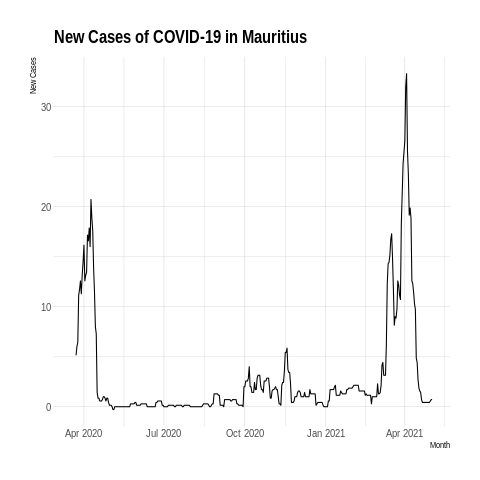 New Cases of COVID-19 in Mauritius
New Cases
30
20
10
0
Apr 2020 Jul 2020 Oct 2020 Jan 2021 Apr 2021
Month